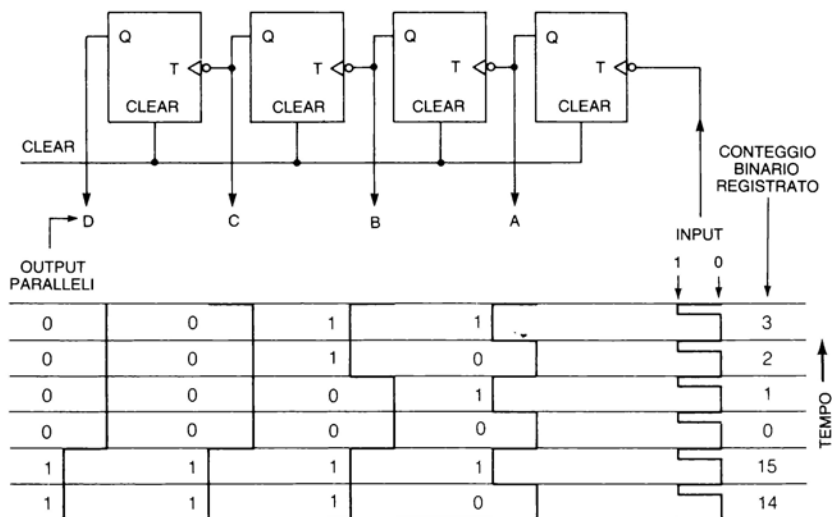 Q Q Q Q
T T T T
CLEAR CLEAR CLEAR CLEAR
CLEAR
CONTEGGIO
BINARIO
REGISTRATO
D C B A
INPUT
1 0
OUTPUT
PARALLELI
0 0 1 1 3
0 0 1 0 2
0 0 0 1 1
0 0 0 0 0
1 1 1 1 15
1 1 1 0 14
TEMPO